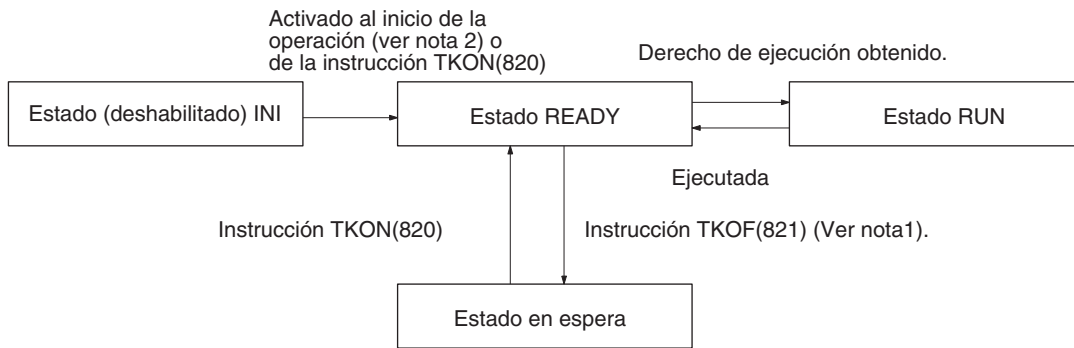 Activado al inicio de la
operación (ver nota 2) o
de la instrucción TKON(820)
Derecho de ejecución obtenido.
Estado (deshabilitado) INI
Estado READY
Estado RUN
Ejecutada
Instrucción TKON(820)
Instrucción TKOF(821) (Ver nota1).
Estado en espera